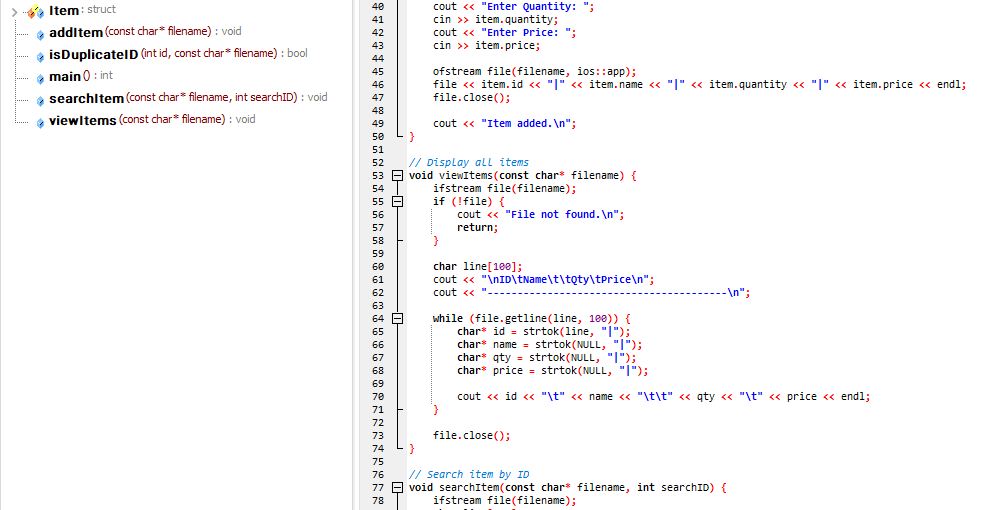 Item : struct
addItem (const char* filename) : void
isDuplicateID (int id, const char* filename) : bool
main () : int
searchItem (const char* filename, int searchID) : void
viewItems (const char* filename) : void
40 cout << "Enter Quantity: ";
41 cin >> item.quantity;
42 cout << "Enter Price: ";
43 cin >> item.price;
44
45 ofstream file(filename, ios::app);
46 file << item.id << "|" << item.name << "|" << item.quantity << "|" << item.price << endl;
47 file.close();
48
49 cout << "Item added.\n";
50 }
51
52 // Display all items
53 void viewItems(const char* filename) {
54 ifstream file(filename);
55 if (!file) {
56 cout << "File not found.\n";
57 return;
58 }
59
60 char line[100];
61 cout << "\nID\tName\t\tQty\tPrice\n";
62 cout << "----------------------------------------\n";
63
64 while (file.getline(line, 100)) {
65 char* id = strtok(line, "|");
66 char* name = strtok(NULL, "|");
67 char* qty = strtok(NULL, "|");
68 char* price = strtok(NULL, "|");
69
70 cout << id << "\t" << name << "\t\t" << qty << "\t" << price << endl;
71 }
72
73 file.close();
74 }
75
76 // Search item by ID
77 void searchItem(const char* filename, int searchID) {
78 ifstream file(filename);